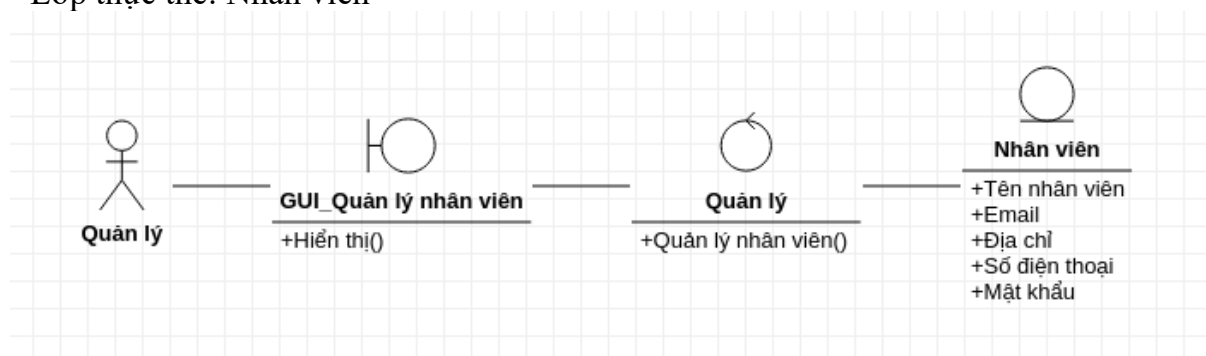 Lớp thực thể: Nhân viên
Quản lý
GUI_Quản lý nhân viên
+Hiển thị()
Quản lý
+Quản lý nhân viên()
Nhân viên
+Tên nhân viên
+Email
+Địa chỉ
+Số điện thoại
+Mật khẩu